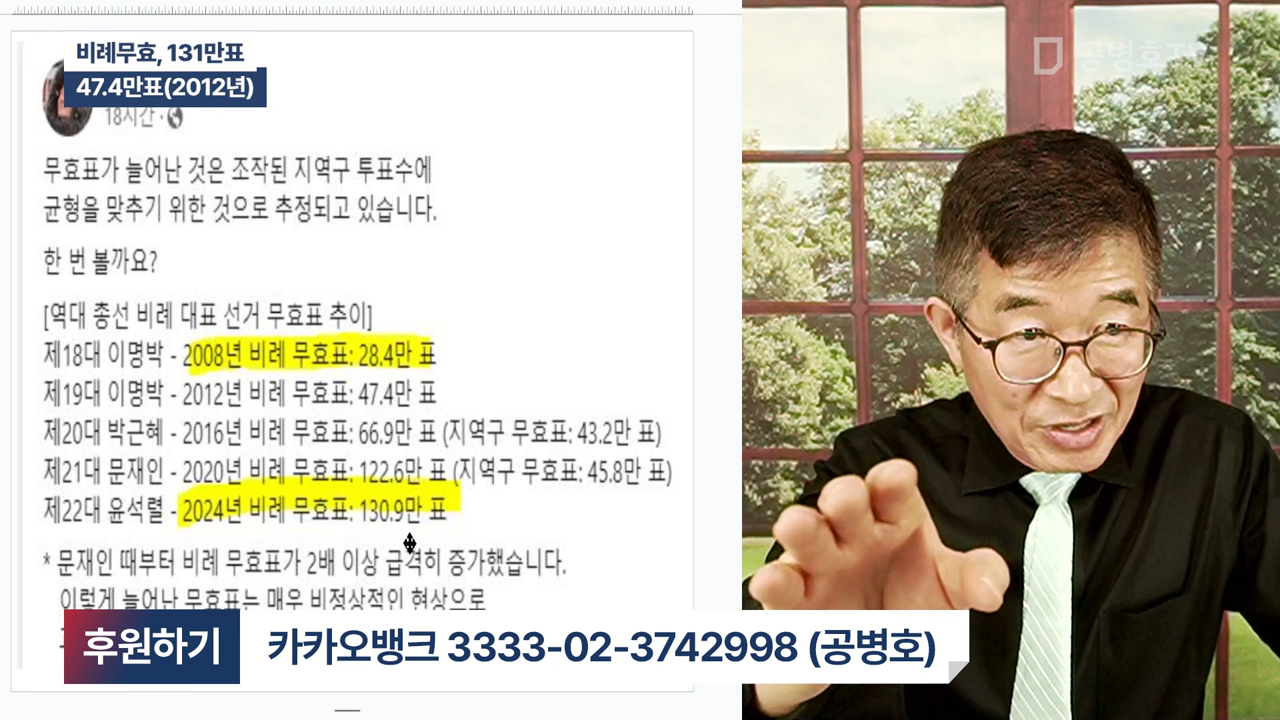 비례무효, 131만표
47.4만표(2012년)
18시간
공병호TV
무효표가 늘어난 것은 조작된 지역구 투표수에
균형을 맞추기 위한 것으로 추정되고 있습니다.
한 번 볼까요?
[역대 총선 비례 대표 선거 무효표 추이]
제18대 이명박 - 2008년 비례 무효표: 28.4만 표
제19대 이명박 - 2012년 비례 무효표: 47.4만 표
제20대 박근혜 - 2016년 비례 무효표: 66.9만 표 (지역구 무효표: 43.2만 표)
제21대 문재인 - 2020년 비례 무효표: 122.6만 표 (지역구 무효표: 45.8만 표)
제22대 윤석렬 - 2024년 비례 무효표: 130.9만 표
* 문재인 때부터 비례 무효표가 2배 이상 급격히 증가했습니다.
이렇게 늘어난 무효표는 매우 비정상적인 현상으로
후원하기 카카오뱅크 3333-02-3742998 (공병호)